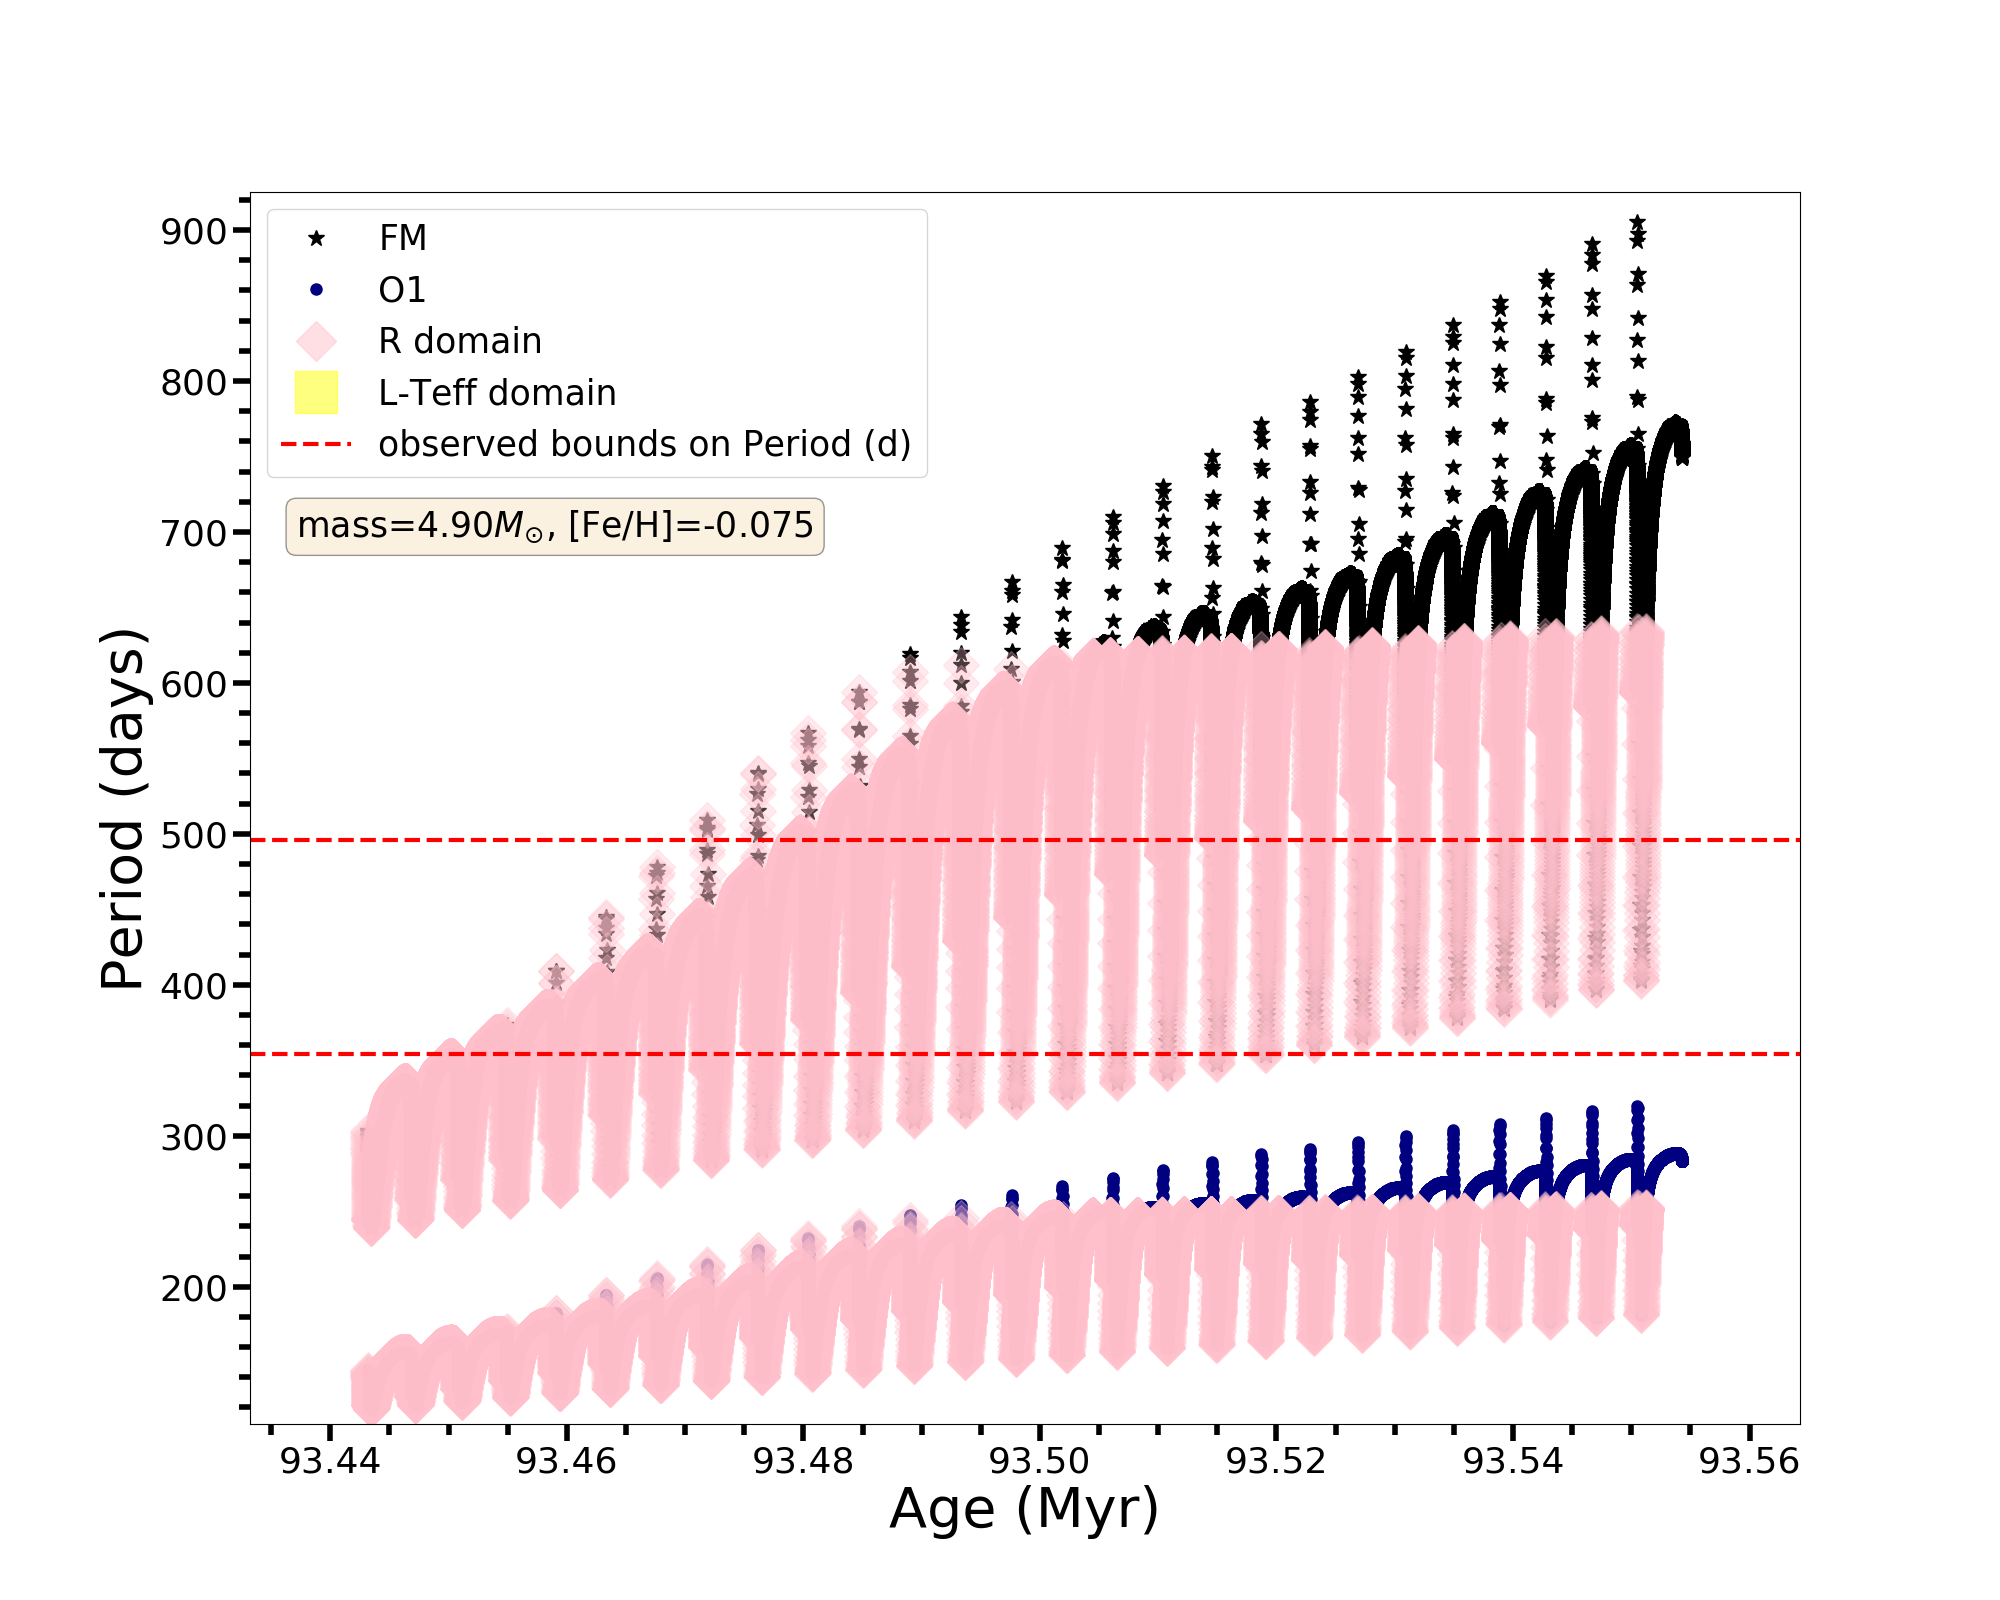 FM
O1
R domain
L-Teff domain
observed bounds on Period (d)
mass=4.90M☉, [Fe/H]=-0.075
900
800
700
600
500
400
300
200
Period (days)
93.44 93.46 93.48 93.50 93.52 93.54 93.56
Age (Myr)